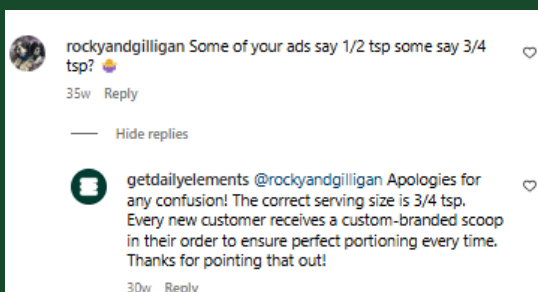 rockyandgilligan Some of your ads say 1/2 tsp some say 3/4
tsp? 🤷
35w Reply
Hide replies
getdailyelements @rockyandgilligan Apologies for
any confusion! The correct serving size is 3/4 tsp.
Every new customer receives a custom-branded scoop
in their order to ensure perfect portioning every time.
Thanks for pointing that out!
30w Reply